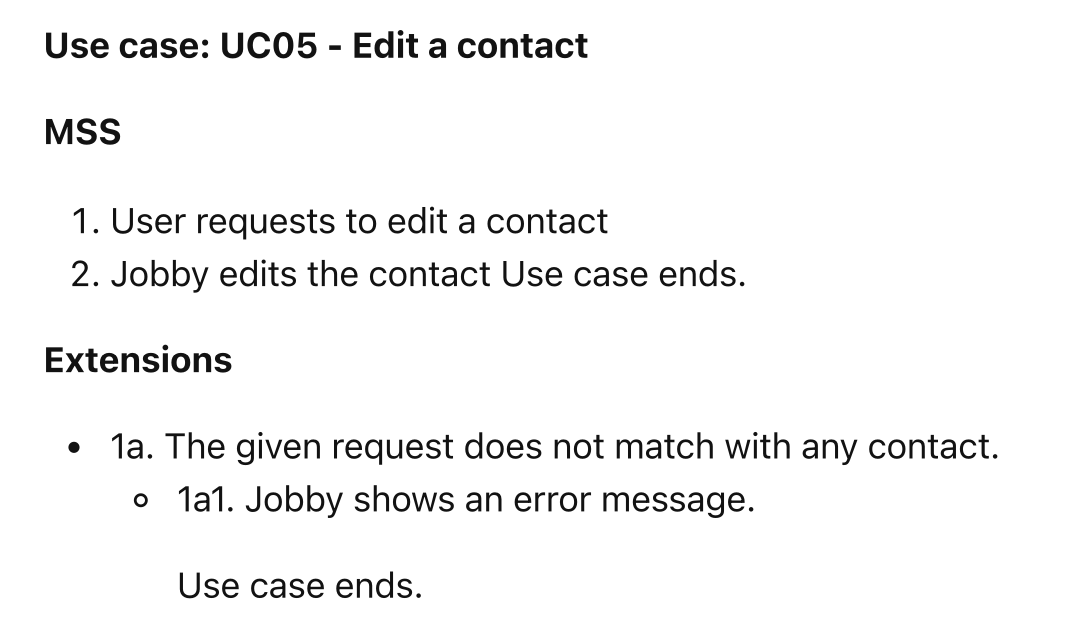 Use case: UC05 - Edit a contact
MSS
1. User requests to edit a contact
2. Jobby edits the contact Use case ends.
Extensions
• 1a. The given request does not match with any contact.
◦ 1a1. Jobby shows an error message.
Use case ends.